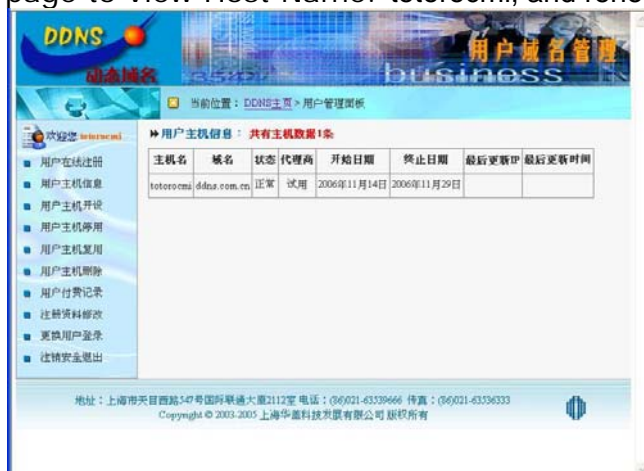 page to view Host Name: totorocmi, and rene
DDNS
动态域名
用户域名管理
business
当前位置：DDNS主页>用户管理面板
欢迎您 totorocmi
用户主机信息：共有主机数据1条
主机名 域名 状态 代理商 开始日期 终止日期 最后更新IP 最后更新时间
totorocmi ddns.com.cn 正常 试用 2006年11月14日 2006年11月29日
用户在线注册
用户主机信息
用户主机开设
用户主机停用
用户主机复用
用户主机删除
用户付费记录
注册资料修改
更换用户登录
注销安全退出
地址：上海市天目西路547号国际联通大厦2112室 电话：(86)021-63539666 传真：(86)021-63536333
Copyright © 2003-2005 上海华盖科技发展有限公司 版权所有